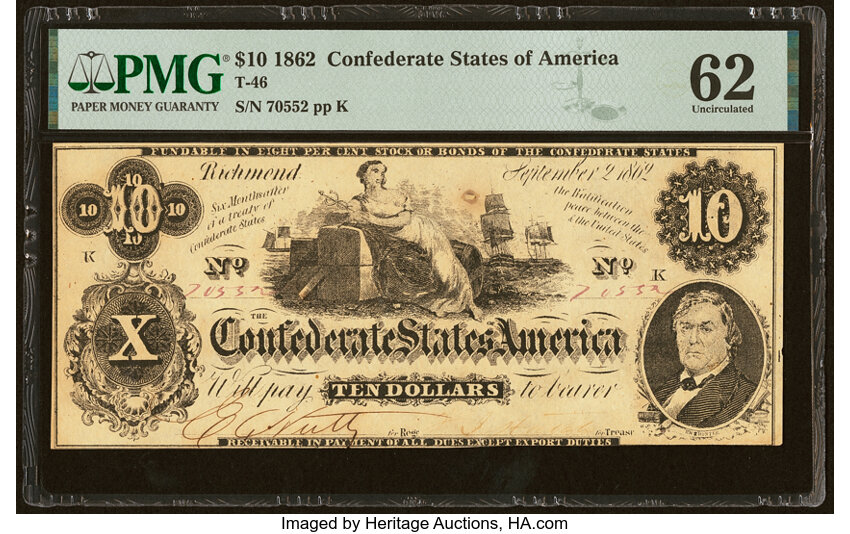 PMG® $10 1862 Confederate States of America
T-46
PAPER MONEY GUARANTY S/N 70552 pp K
62
Uncirculated
FUNDABLE IN EIGHT PER CENT STOCK OR BONDS OF THE CONFEDERATE STATES
Richmond September 2 1862
10
10 10 10
10
10
Six Months after the Ratification
of a treaty of peace between the
Confederate States & the United States
K No No K
70552 70552
X
THE
Confederate States America
Will pay TEN DOLLARS to bearer
for Regr for Treasr
RECEIVABLE IN PAYMENT OF ALL DUES EXCEPT EXPORT DUTIES
Imaged by Heritage Auctions, HA.com